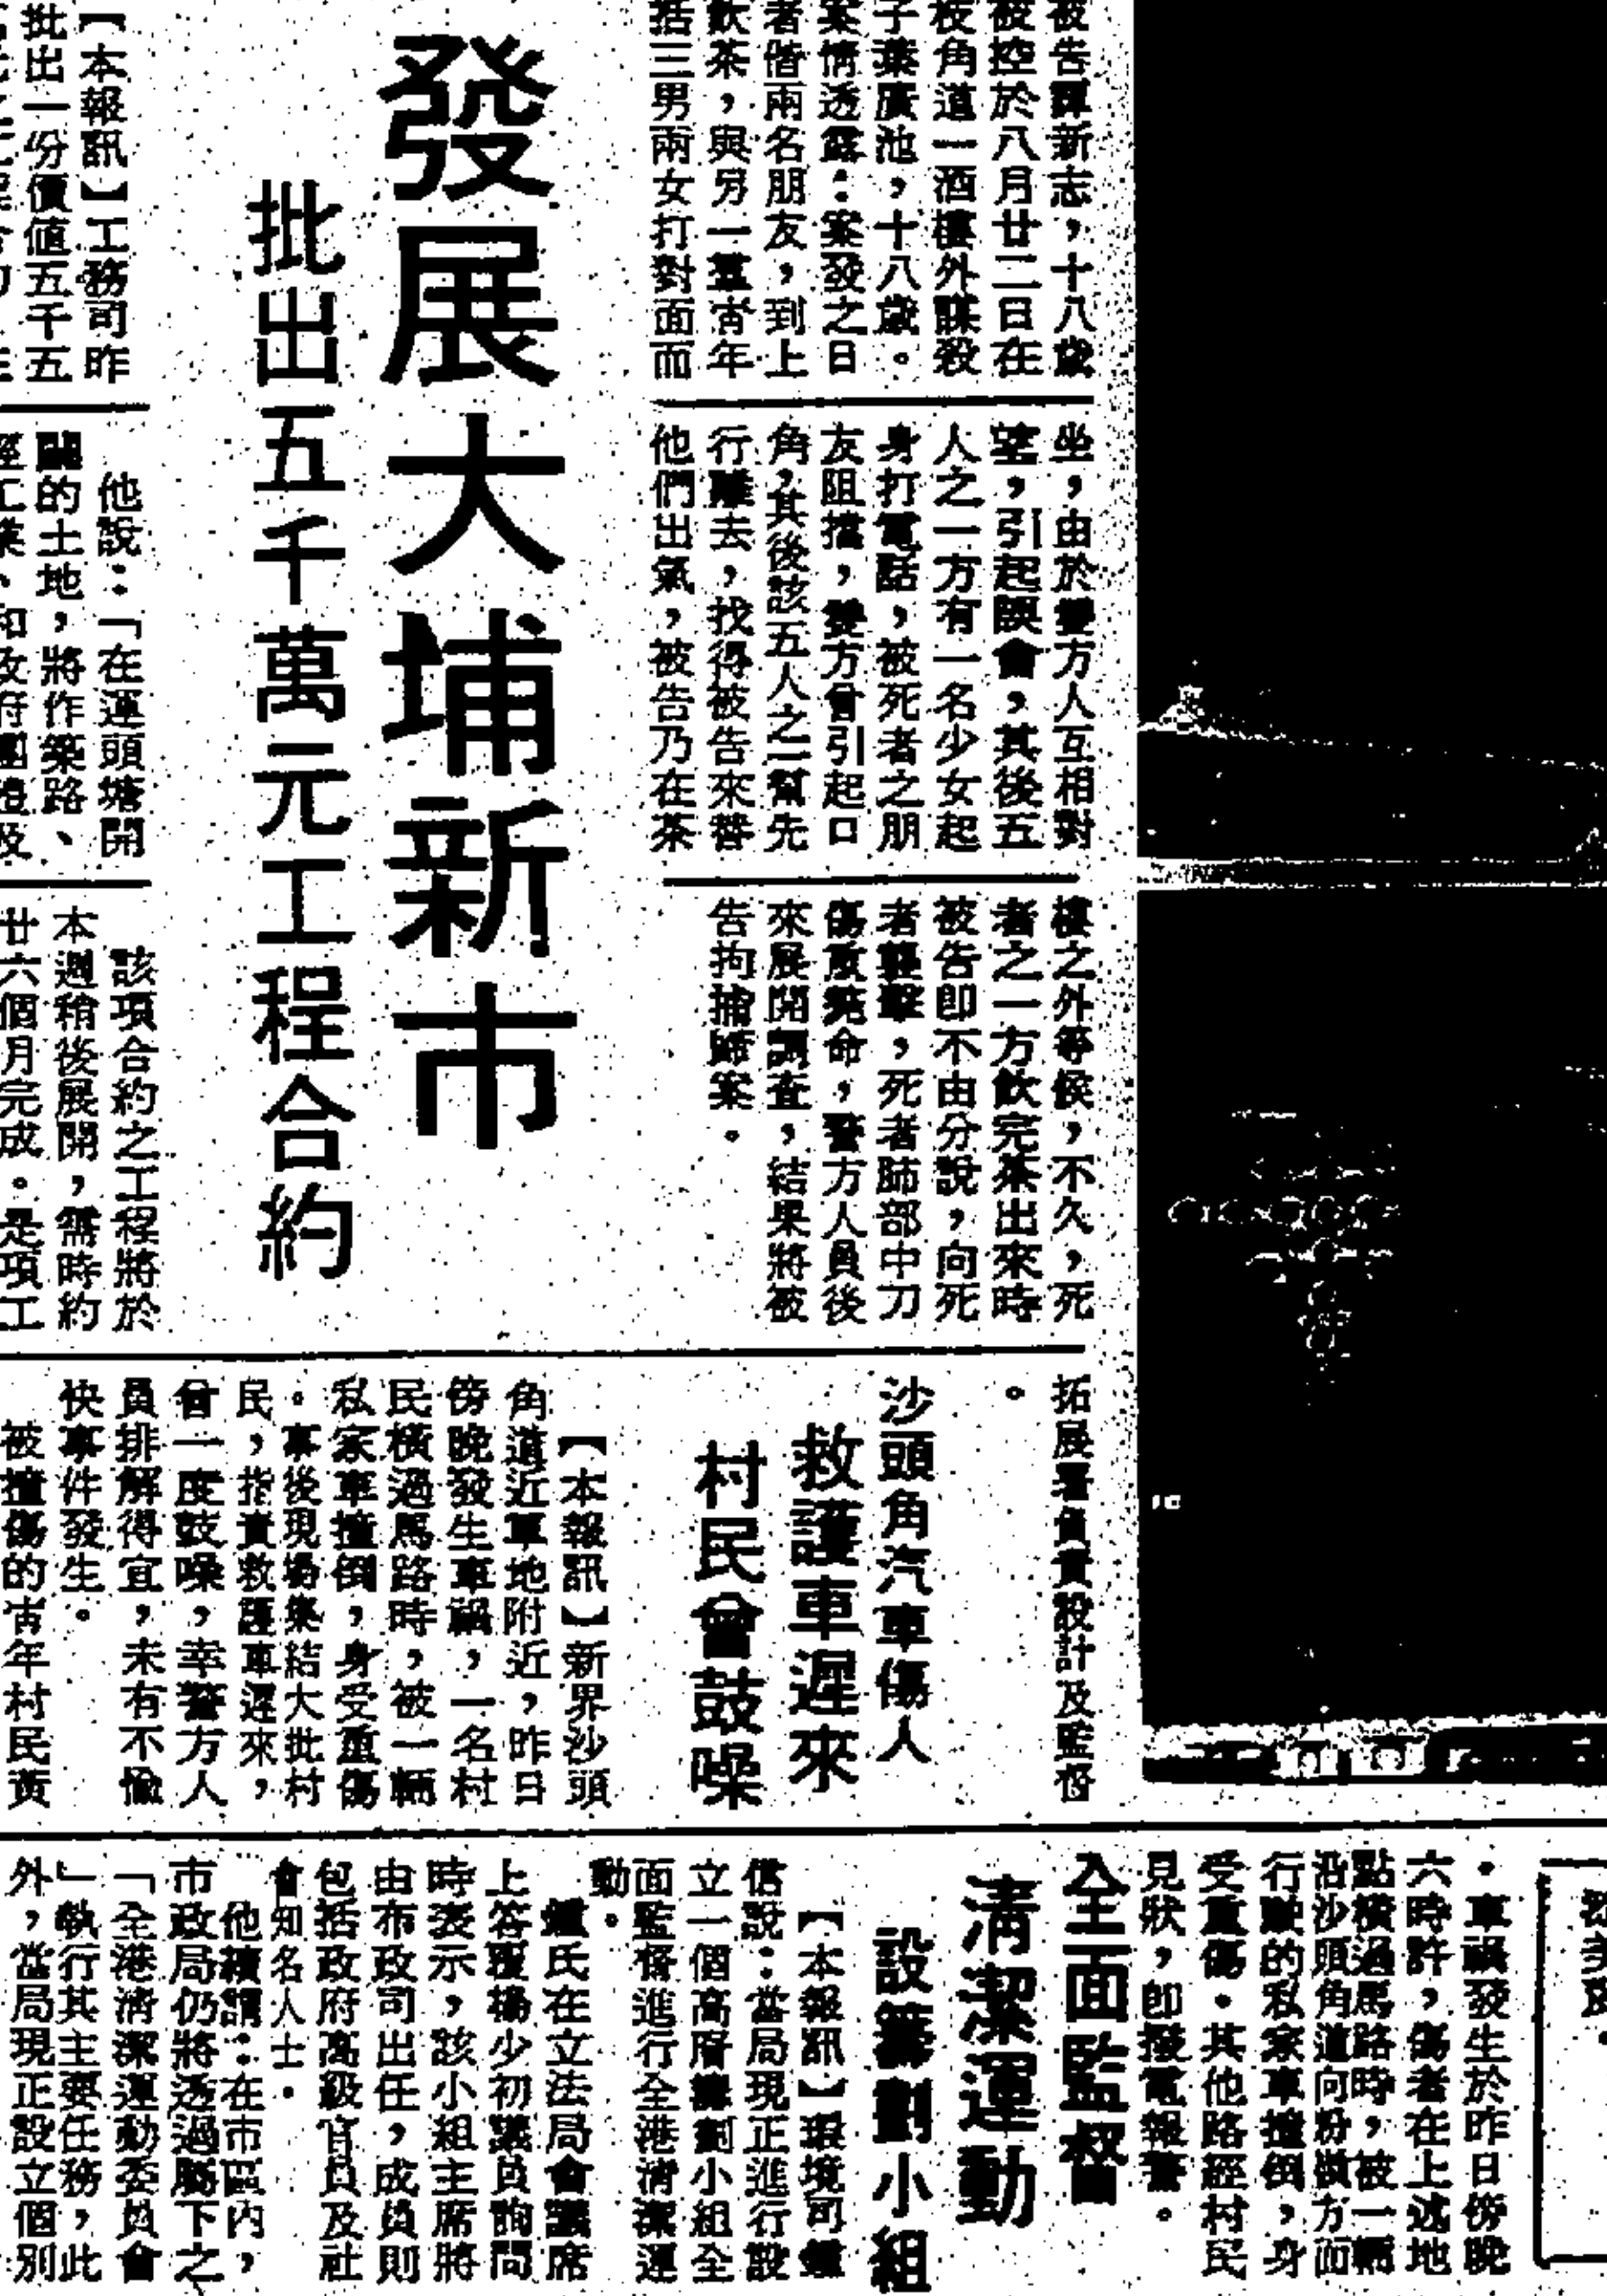 被告譚新志，十八歲
被控於八月廿二日在
枝角道一酒樓外謀殺
子葉廣池，十八歲。
案情透露：案發之日
者偕兩名朋友，到上
飲茶，與另一羣青年
括三男兩女打對面而
坐，由於雙方人互相對
望，引起誤會，其後五
人之一方有一名少女起
身打電話，被死者之朋
友阻擋，雙方曾引起口
角，其後該五人之一幫先
行離去，找得被告來替
他們出氣，被告乃在茶
樓之外等候，不久，死
者之一方飲完茶出來時
被告即不由分說，向死
者襲擊，死者肺部中刀
傷重斃命，警方人員後
來展開調查，結果將被
告拘捕歸案。
發展大埔新市
批出五千萬元工程合約
【本報訊】工務司昨
批出一份價值五千五
他說：「在運頭塘開
闢的土地，將作築路、
經工業、和政府團體及
該項合約之工程將於
本週稍後展開，需時約
廿六個月完成。是項工
拓展署負責設計及監督
。
沙頭角汽車傷人
救護車遲來
村民曾鼓噪
【本報訊】新界沙頭
角道近軍地附近，昨日
傍晚發生車禍，一名村
民橫過馬路時，被一輛
私家車撞倒，身受重傷
。事後現場集結大批村
民，指責救護車遲來，
曾一度鼓噪，幸警方人
員排解得宜，未有不愉
快事件發生。
被撞傷的青年村民黃
。車禍發生於昨日傍晚
六時許，傷者在上述地
點橫過馬路時，被一輛
沿沙頭角道向粉嶺方面
行駛的私家車撞倒，身
受重傷。其他路經村民
見狀，即撥電報警。
全面監督
清潔運動
設籌劃小組
【本報訊】環境司鍾
信說：當局現正進行設
立一個高層籌劃小組全
面監督進行全港清潔運
動。
鍾氏在立法局會議席
上答覆楊少初議員詢問
時表示，該小組主席將
由布政司出任，成員則
包括政府高級官員及社
會知名人士。
他續謂：在市區內，
市政局仍將透過屬下之
「全港清潔運動委員會
」執行其主要任務，此
外，當局現正設立個別